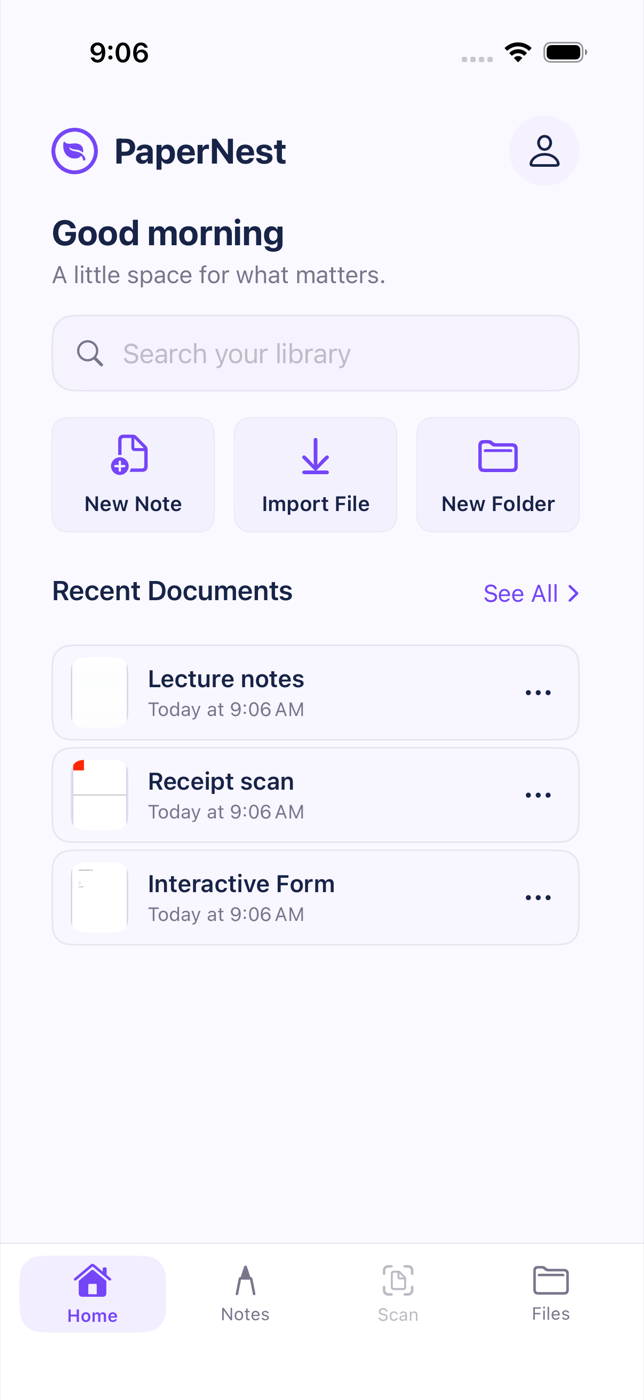 9:06
PaperNest
Good morning
A little space for what matters.
Search your library
New Note
Import File
New Folder
Recent Documents
See All
Lecture notes
Today at 9:06 AM
Receipt scan
Today at 9:06 AM
Interactive Form
Today at 9:06 AM
Home
Notes
Scan
Files